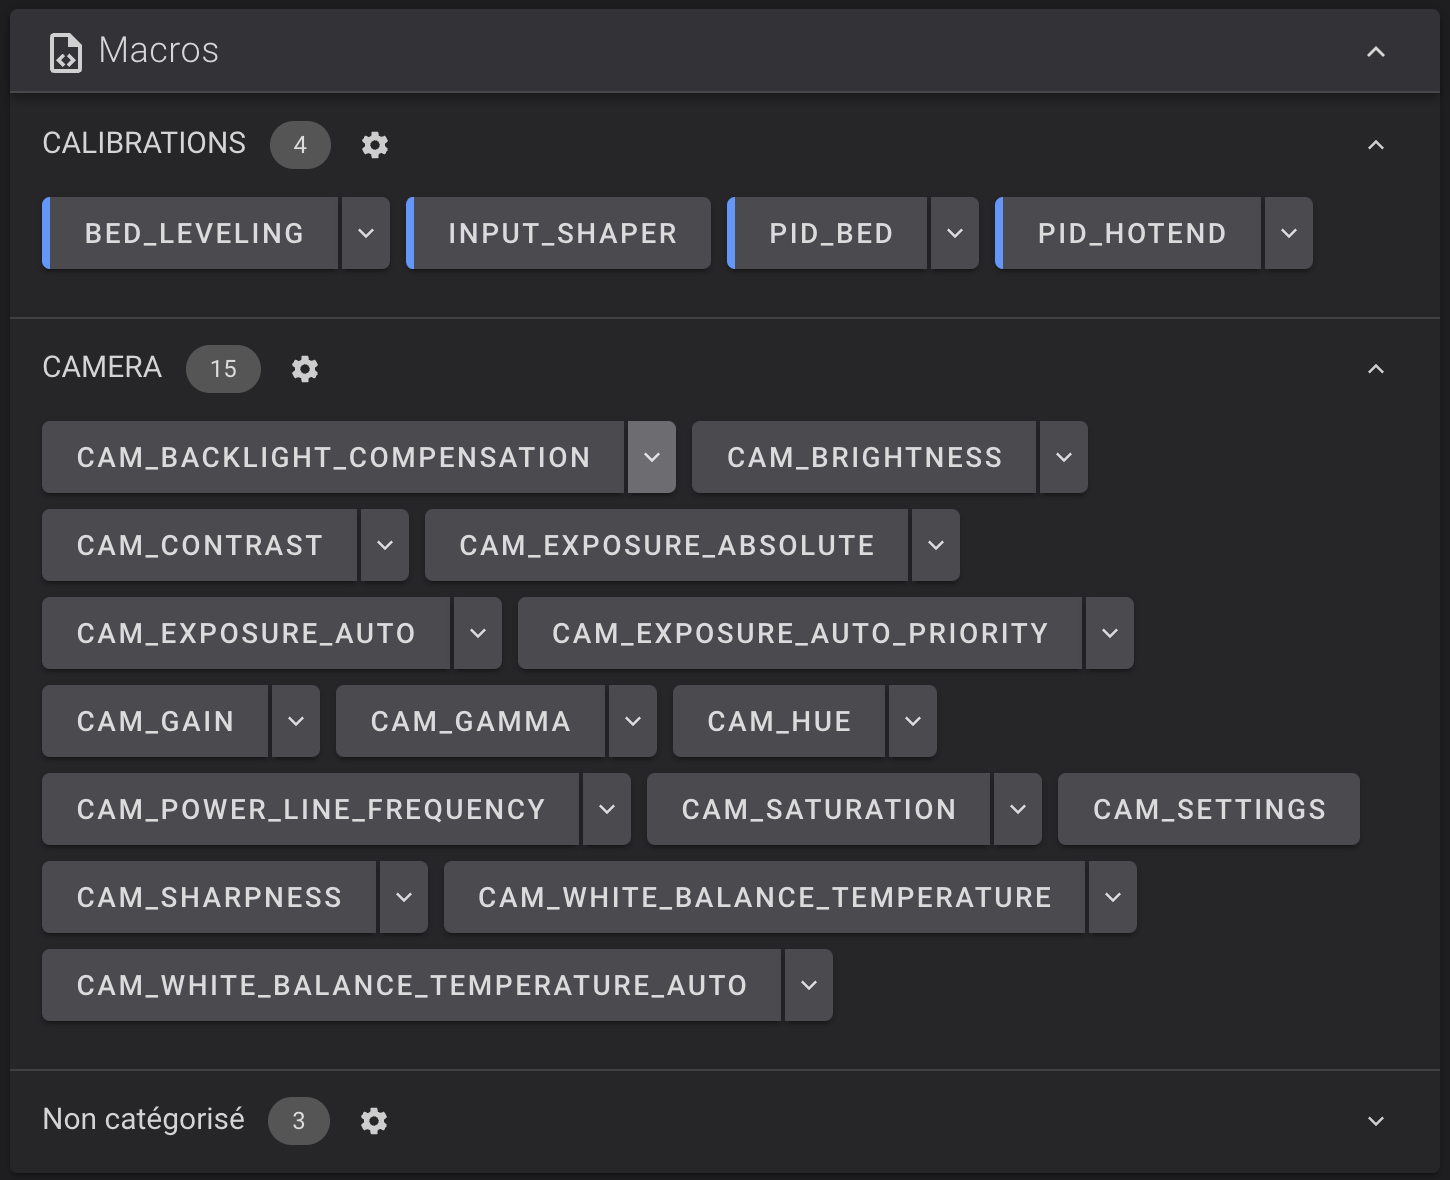 Macros
CALIBRATIONS 4
BED_LEVELING INPUT_SHAPER PID_BED PID_HOTEND
CAMERA 15
CAM_BACKLIGHT_COMPENSATION CAM_BRIGHTNESS
CAM_CONTRAST CAM_EXPOSURE_ABSOLUTE
CAM_EXPOSURE_AUTO CAM_EXPOSURE_AUTO_PRIORITY
CAM_GAIN CAM_GAMMA CAM_HUE
CAM_POWER_LINE_FREQUENCY CAM_SATURATION CAM_SETTINGS
CAM_SHARPNESS CAM_WHITE_BALANCE_TEMPERATURE
CAM_WHITE_BALANCE_TEMPERATURE_AUTO
Non catégorisé 3